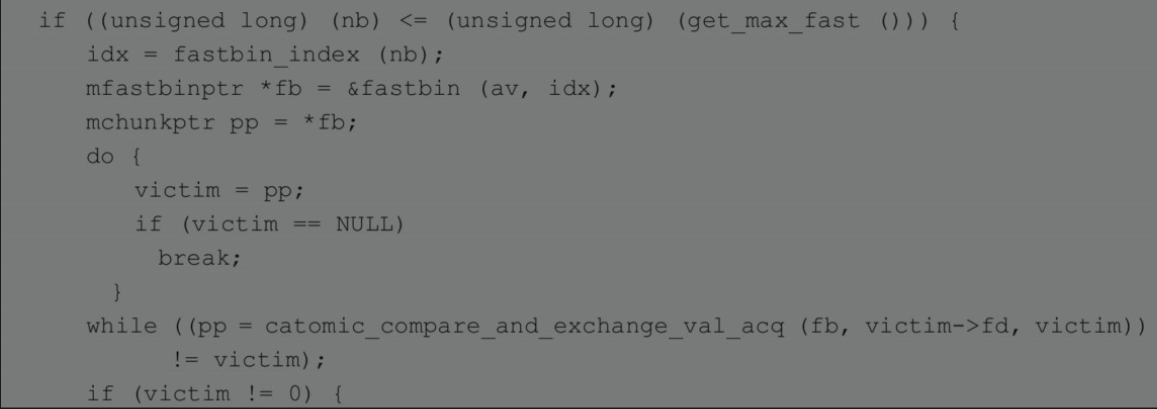 if ((unsigned long) (nb) <= (unsigned long) (get_max_fast ())) {
idx = fastbin_index (nb);
mfastbinptr *fb = &fastbin (av, idx);
mchunkptr pp = *fb;
do {
victim = pp;
if (victim == NULL)
break;
}
while ((pp = catomic_compare_and_exchange_val_acq (fb, victim->fd, victim))
!= victim);
if (victim != 0) {